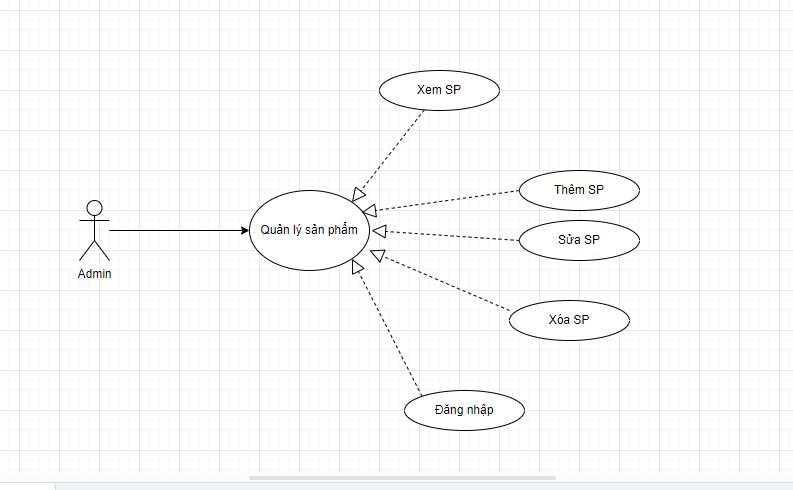 Xem SP
Thêm SP
Quản lý sản phẩm
Sửa SP
Admin
Xóa SP
Đăng nhập